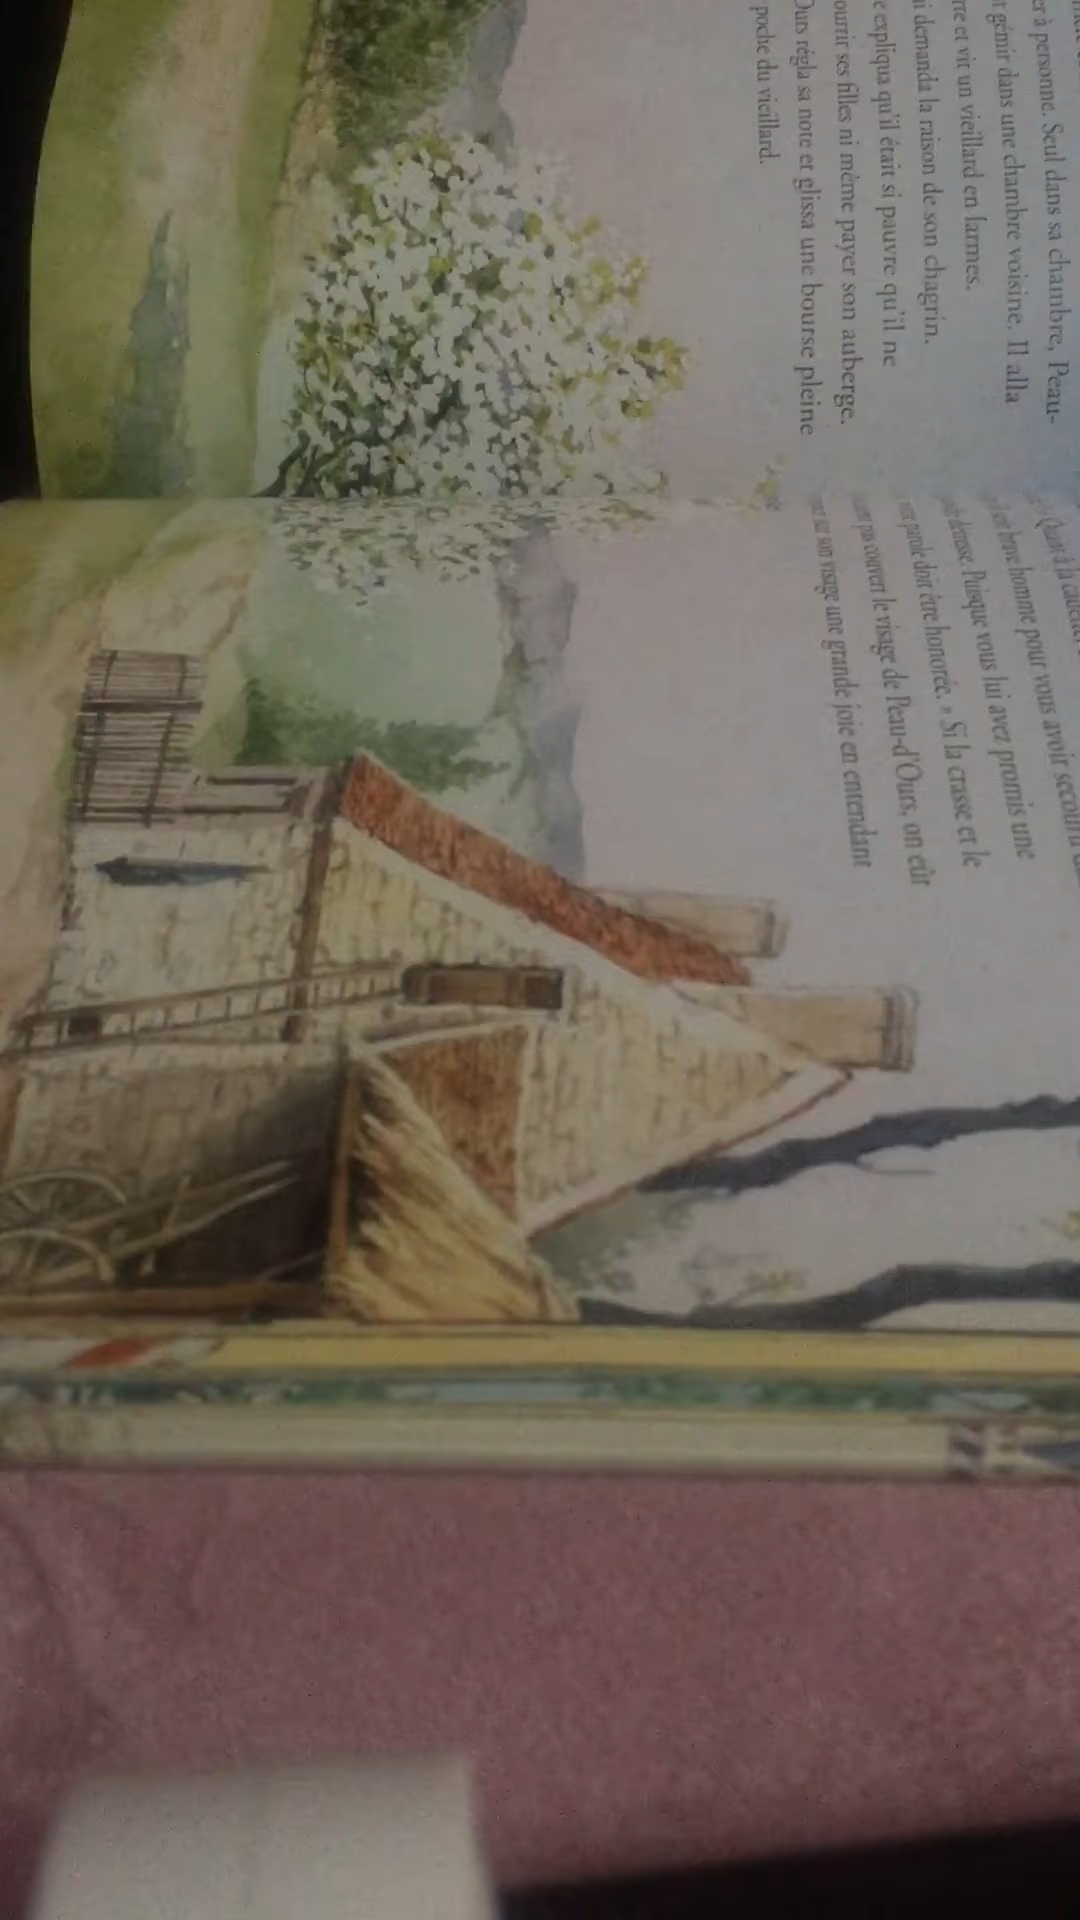 er à personne. Seul dans sa chambre, Peau-
t gémir dans une chambre voisine. Il alla
rte et vit un vieillard en larmes.
i demanda la raison de son chagrin.
e expliqua qu'il était si pauvre qu'il ne
ourrir ses filles ni même payer son auberge.
Ours régla sa note et glissa une bourse pleine
poche du vieillard.
Quant à la
brave homme pour vous avoir secouru
détresse. Puisque vous lui avez promis une
parole doit être honorée. » Si la crasse et le
pas couvert le visage de Peau-d'Ours, on eût
sur son visage une grande joie en entendant